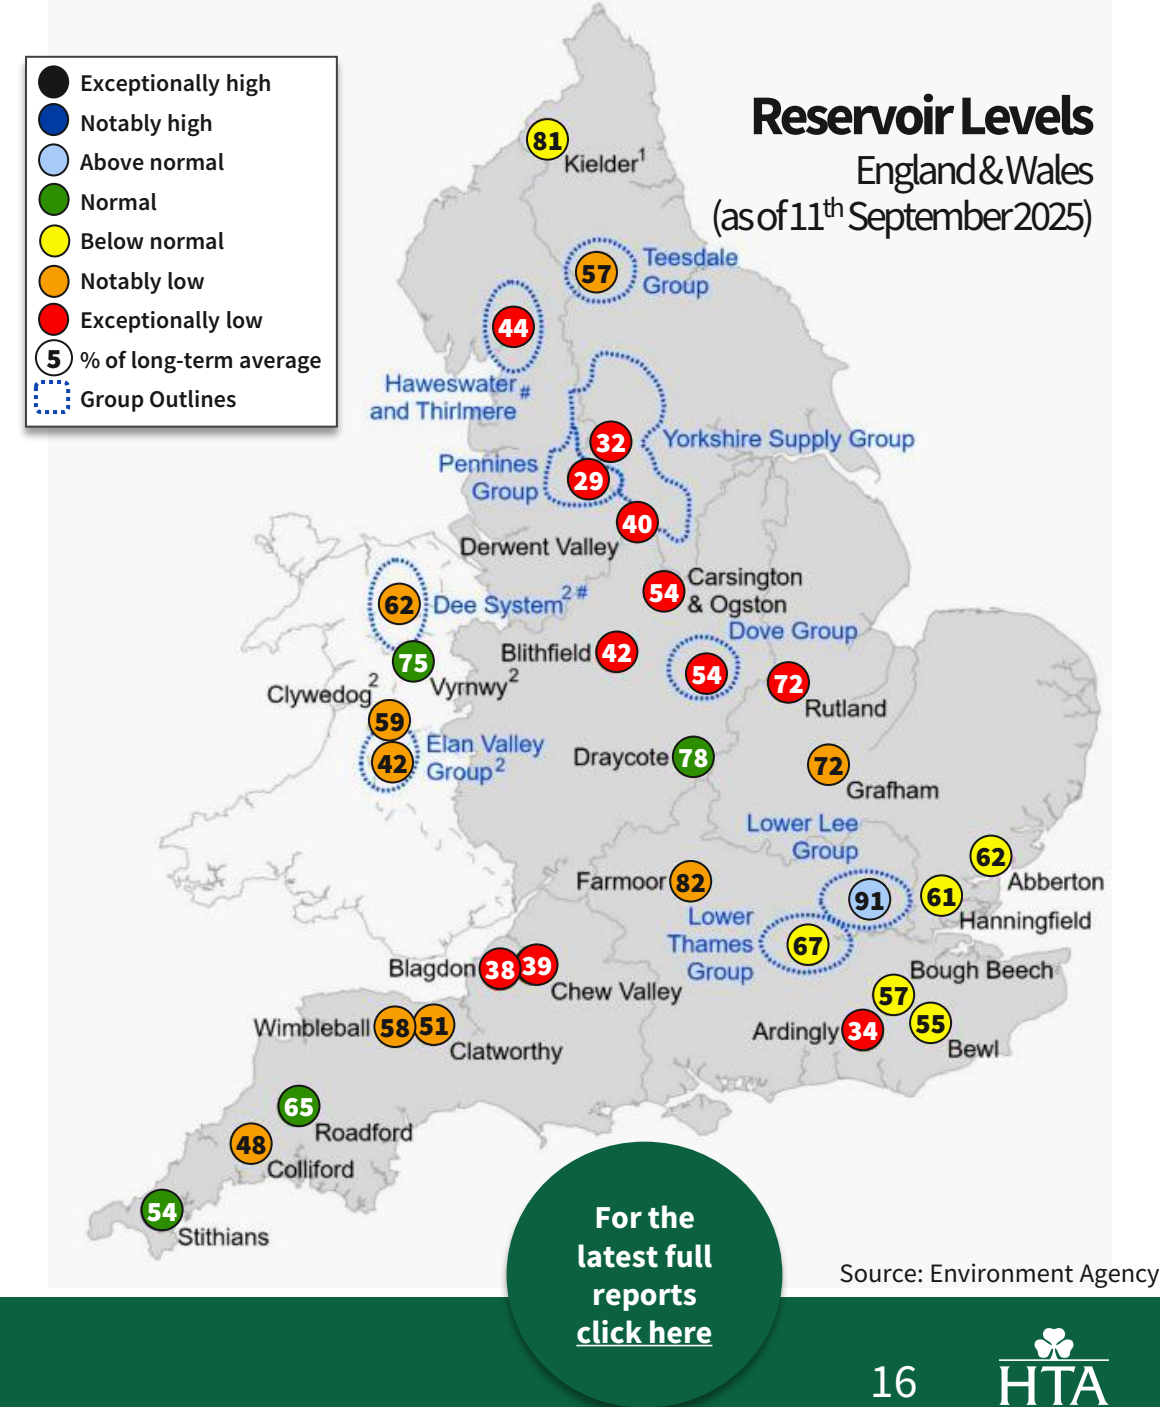 Exceptionally high
Notably high
Above normal
Normal
Below normal
Notably low
Exceptionally low
5 % of long-term average
Group Outlines
Reservoir Levels
England & Wales
(as of 11th September 2025)
81
Kielder1
57
Teesdale
Group
44
Haweswater #
and Thirlmere
32
Yorkshire Supply Group
Pennines
Group
29
40
Derwent Valley
54
Carsington
& Ogston
62
Dee System2 #
Dove Group
54
Blithfield 42
75
Vyrnwy2
72
Rutland
Clywedog2
59
42
Elan Valley
Group2
Draycote 78
72
Grafham
Lower Lee
Group
91
62
Abberton
61
Hanningfield
Farmoor 82
Lower
Thames
Group
67
Blagdon 38 39
Chew Valley
Bough Beech
57
55
Bewl
Ardingly 34
Wimbleball 58 51
Clatworthy
65
Roadford
48
Colliford
54
Stithians
For the
latest full
reports
click here
Source: Environment Agency
16
HTA